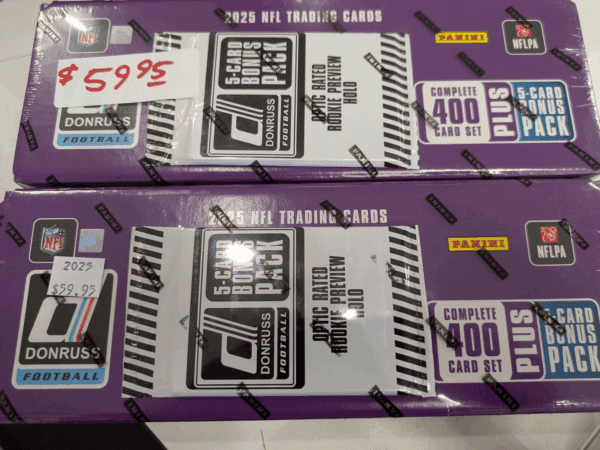 2025 NFL TRADING CARDS
NFL
$59.95
DONRUSS
FOOTBALL
5-CARD
BONUS
PACK
DONRUSS
FOOTBALL
OPTIC RATED
ROOKIE PREVIEW
HOLO
PANINI
NFLPA
COMPLETE
400
CARD SET
PLUS
5-CARD
BONUS
PACK
2025 NFL TRADING CARDS
NFL
2025
$59.95
DONRUSS
FOOTBALL
5-CARD
BONUS
PACK
DONRUSS
FOOTBALL
OPTIC RATED
ROOKIE PREVIEW
HOLO
PANINI
NFLPA
COMPLETE
400
CARD SET
PLUS
5-CARD
BONUS
PACK